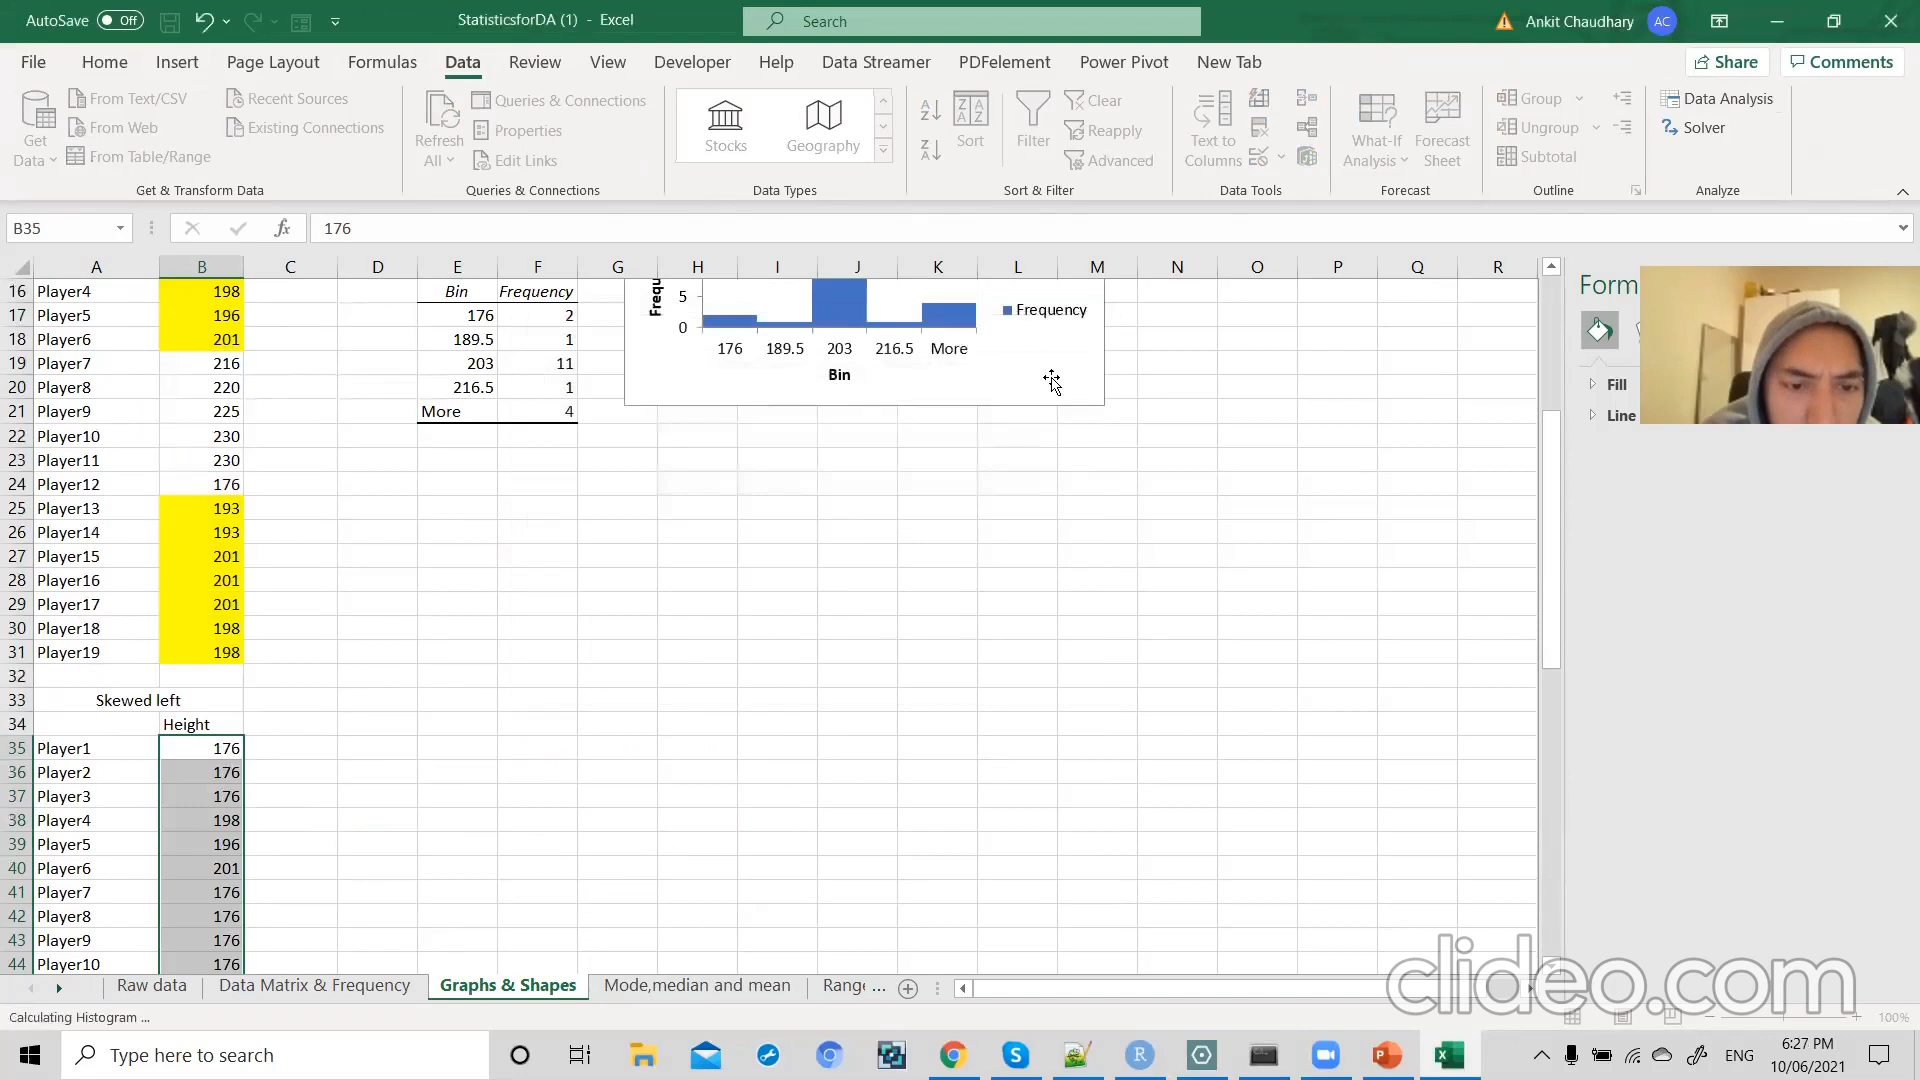 AutoSave Off
StatisticsforDA (1) - Excel
Search
Ankit Chaudhary AC
File Home Insert Page Layout Formulas Data Review View Developer Help Data Streamer PDFelement Power Pivot New Tab
Share Comments
Get Data
From Text/CSV
From Web
From Table/Range
Recent Sources
Existing Connections
Get & Transform Data
Refresh All
Queries & Connections
Properties
Edit Links
Queries & Connections
Stocks
Geography
Data Types
Sort
Filter
Clear
Reapply
Advanced
Sort & Filter
Text to Columns
Data Tools
What-If Analysis
Forecast Sheet
Forecast
Group
Ungroup
Subtotal
Outline
Data Analysis
Solver
Analyze
B35 fx 176
A B C D E F G H I J K L M N O P Q R
16 Player4 198 Bin Frequency
17 Player5 196 176 2
18 Player6 201 189.5 1
19 Player7 216 203 11
20 Player8 220 216.5 1
21 Player9 225 More 4
22 Player10 230
23 Player11 230
24 Player12 176
25 Player13 193
26 Player14 193
27 Player15 201
28 Player16 201
29 Player17 201
30 Player18 198
31 Player19 198
32
33 Skewed left
34 Height
35 Player1 176
36 Player2 176
37 Player3 176
38 Player4 198
39 Player5 196
40 Player6 201
41 Player7 176
42 Player8 176
43 Player9 176
44 Player10 176
Frequ
5
0
176 189.5 203 216.5 More
Bin
Frequency
Form
Fill
Line
Raw data Data Matrix & Frequency Graphs & Shapes Mode,median and mean Range ...
Calculating Histogram ...
100%
clideo.com
Type here to search
ENG
6:27 PM
10/06/2021